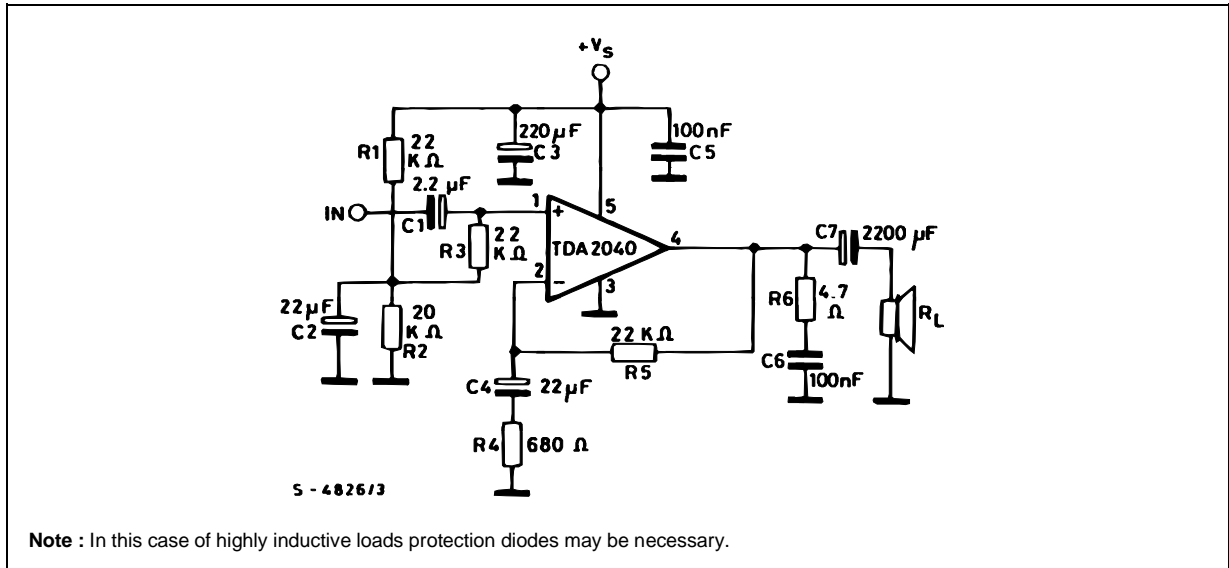 +VS
220µF
C3
100nF
C5
R1
22
KΩ
2.2 µF
IN
C1
1
+
5
R3
22
KΩ
TDA2040
4
C7
2200 µF
2
−
3
22µF
C2
20
KΩ
R2
R6
4.7
Ω
RL
22 KΩ
R5
C6
100nF
C4
22µF
R4
680 Ω
S - 4826/3
Note : In this case of highly inductive loads protection diodes may be necessary.